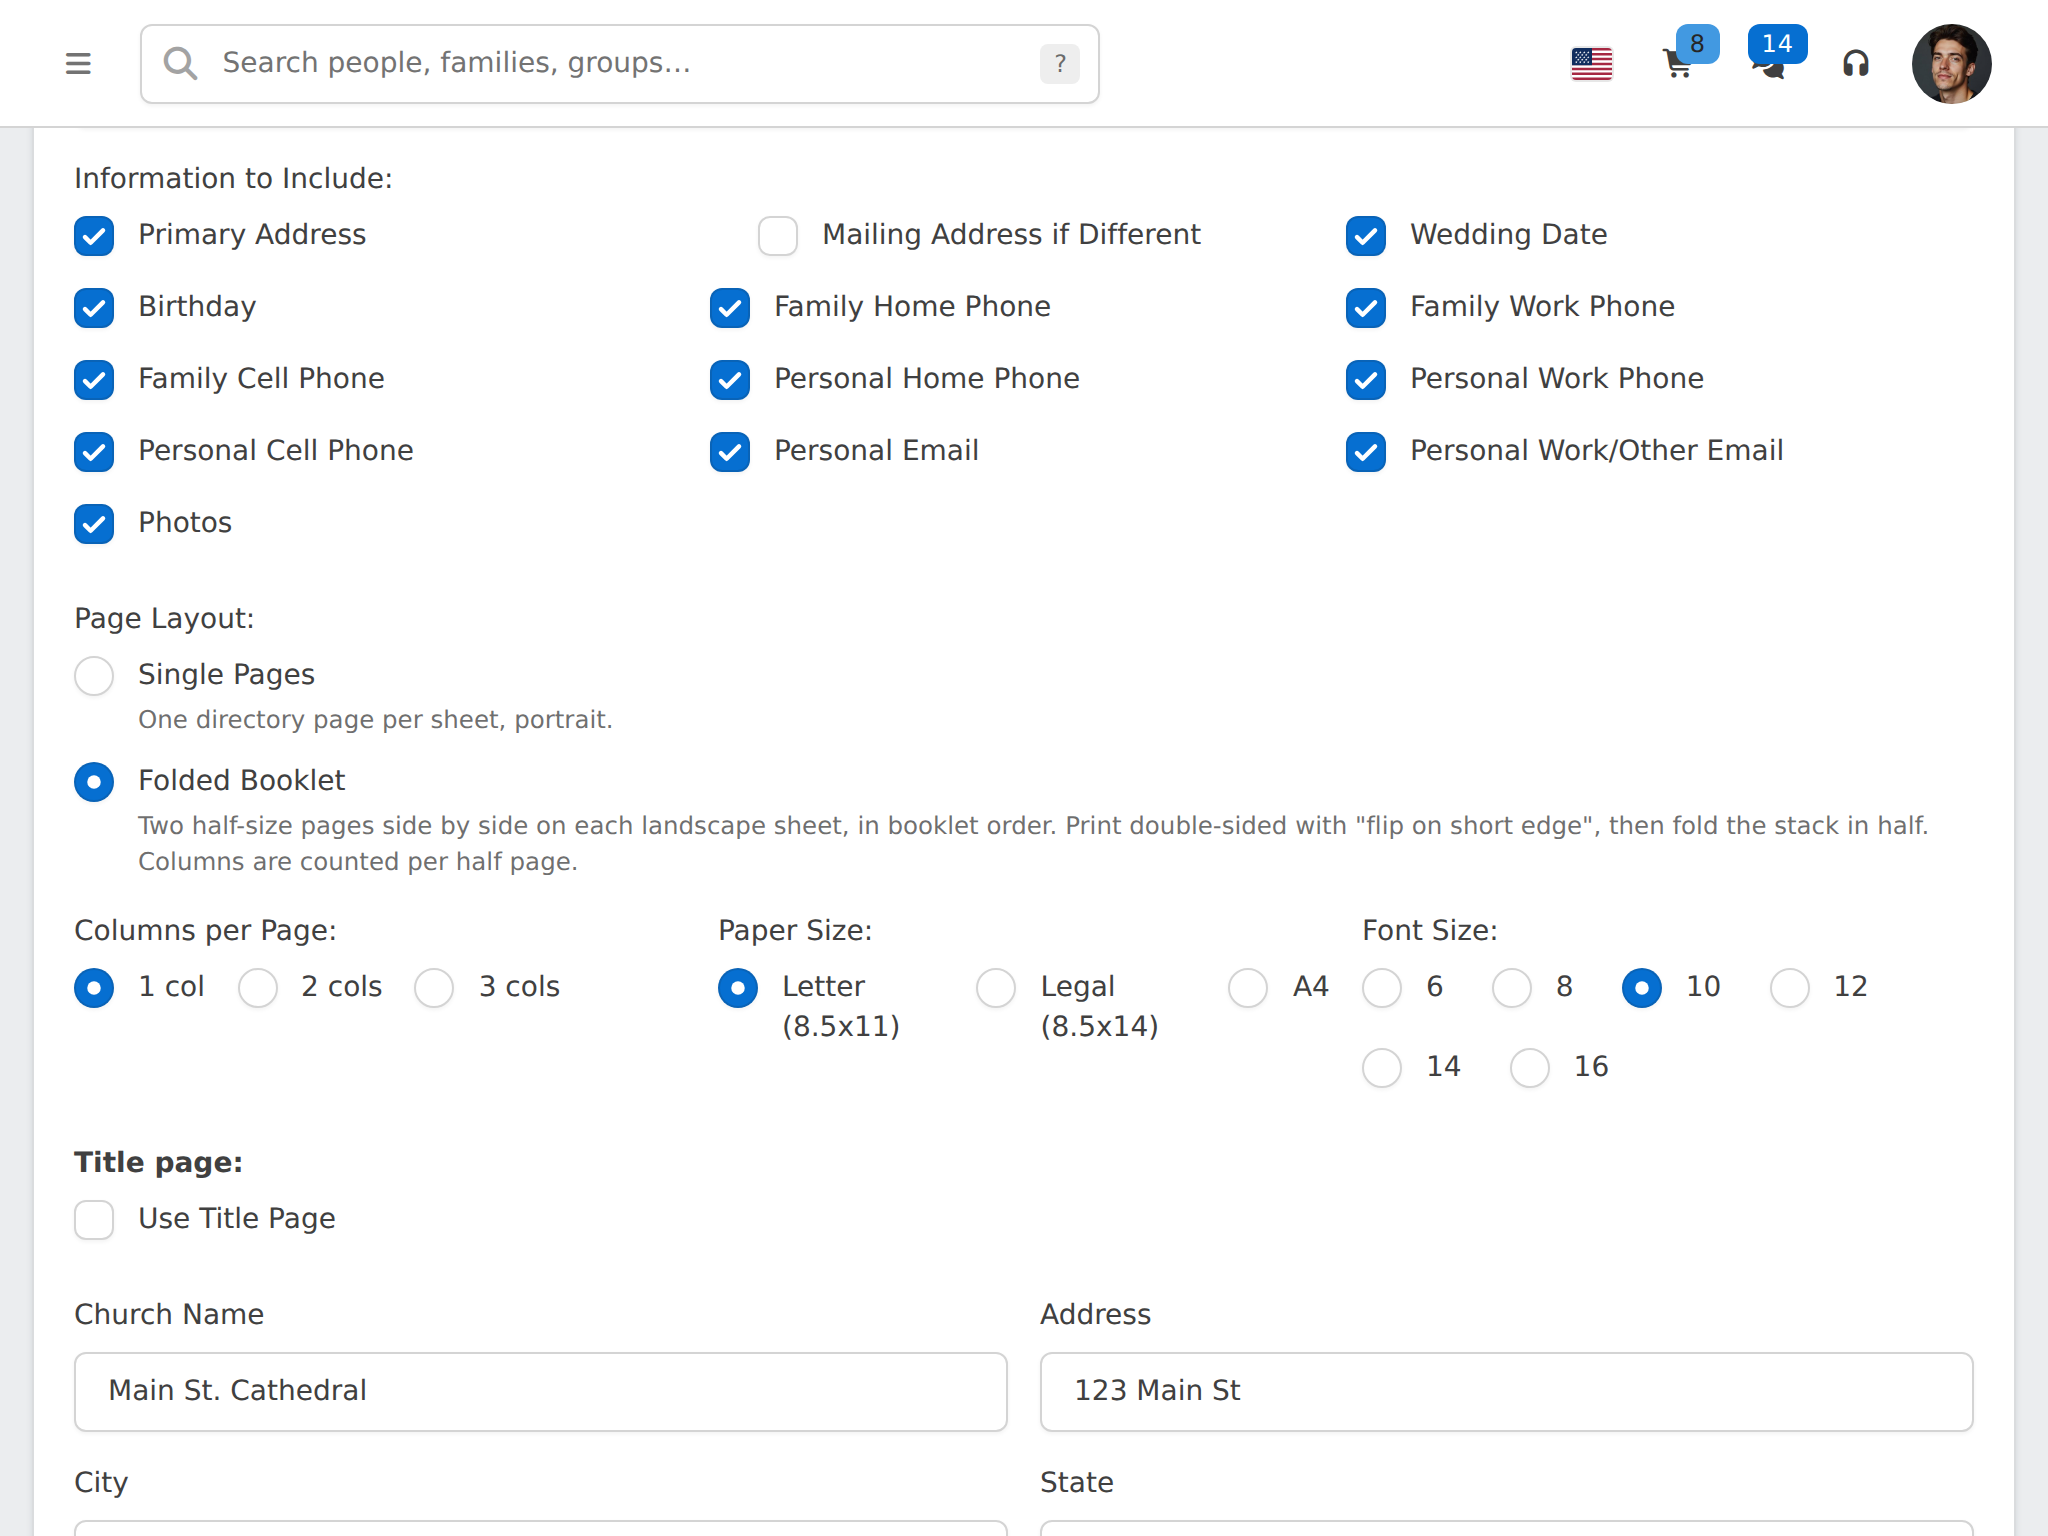 Search people, families, groups...
?
8
14
Information to Include:
Primary Address
Mailing Address if Different
Wedding Date
Birthday
Family Home Phone
Family Work Phone
Family Cell Phone
Personal Home Phone
Personal Work Phone
Personal Cell Phone
Personal Email
Personal Work/Other Email
Photos
Page Layout:
Single Pages
One directory page per sheet, portrait.
Folded Booklet
Two half-size pages side by side on each landscape sheet, in booklet order. Print double-sided with "flip on short edge", then fold the stack in half.
Columns are counted per half page.
Columns per Page:
1 col
2 cols
3 cols
Paper Size:
Letter
(8.5x11)
Legal
(8.5x14)
A4
Font Size:
6
8
10
12
14
16
Title page:
Use Title Page
Church Name
Main St. Cathedral
Address
123 Main St
City
State